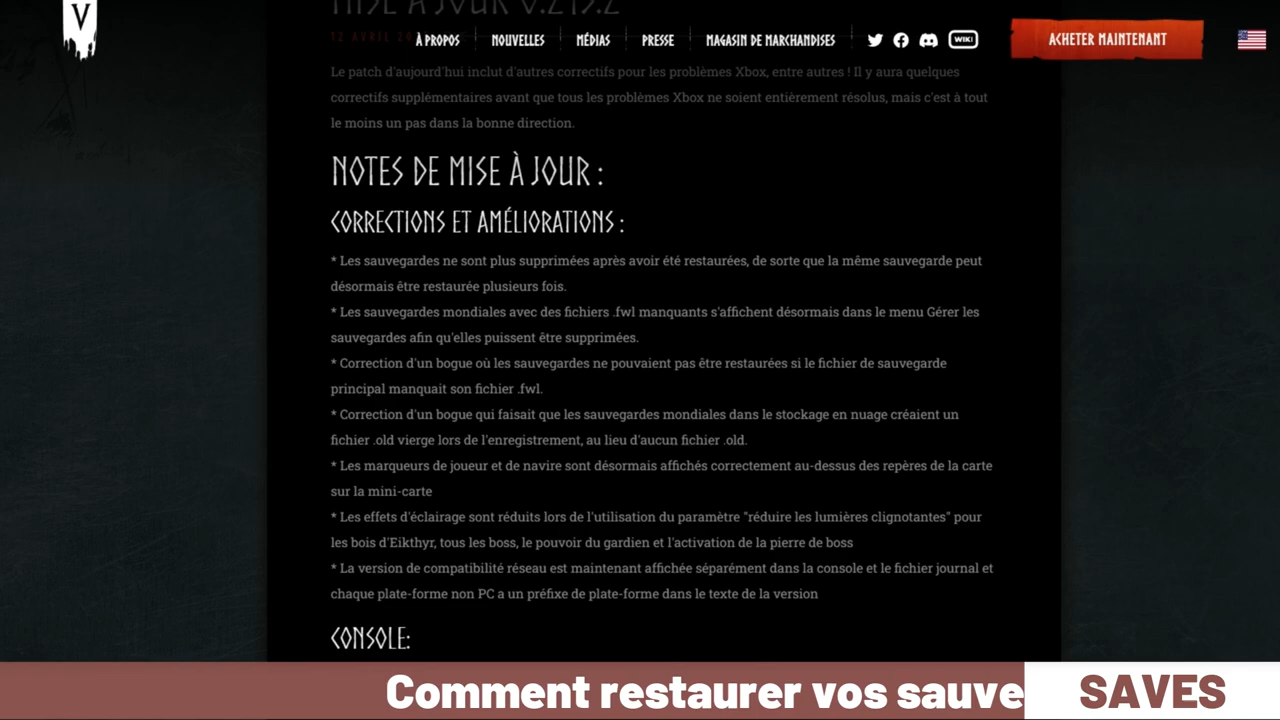 MISE À JOUR 0.215.2
V
À PROPOS
NOUVELLES
MÉDIAS
PRESSE
MAGASIN DE MARCHANDISES
WIKI
ACHETER MAINTENANT
12 AVRIL
Le patch d'aujourd'hui inclut d'autres correctifs pour les problèmes Xbox, entre autres ! Il y aura quelques
correctifs supplémentaires avant que tous les problèmes Xbox ne soient entièrement résolus, mais c'est à tout
le moins un pas dans la bonne direction.
NOTES DE MISE À JOUR :
CORRECTIONS ET AMÉLIORATIONS :
* Les sauvegardes ne sont plus supprimées après avoir été restaurées, de sorte que la même sauvegarde peut
désormais être restaurée plusieurs fois.
* Les sauvegardes mondiales avec des fichiers .fwl manquants s'affichent désormais dans le menu Gérer les
sauvegardes afin qu'elles puissent être supprimées.
* Correction d'un bogue où les sauvegardes ne pouvaient pas être restaurées si le fichier de sauvegarde
principal manquait son fichier .fwl.
* Correction d'un bogue qui faisait que les sauvegardes mondiales dans le stockage en nuage créaient un
fichier .old vierge lors de l'enregistrement, au lieu d'aucun fichier .old.
* Les marqueurs de joueur et de navire sont désormais affichés correctement au-dessus des repères de la carte
sur la mini-carte
* Les effets d'éclairage sont réduits lors de l'utilisation du paramètre "réduire les lumières clignotantes" pour
les bois d'Eikthyr, tous les boss, le pouvoir du gardien et l'activation de la pierre de boss
* La version de compatibilité réseau est maintenant affichée séparément dans la console et le fichier journal et
chaque plate-forme non PC a un préfixe de plate-forme dans le texte de la version
CONSOLE:
Comment restaurer vos sauve
SAVES